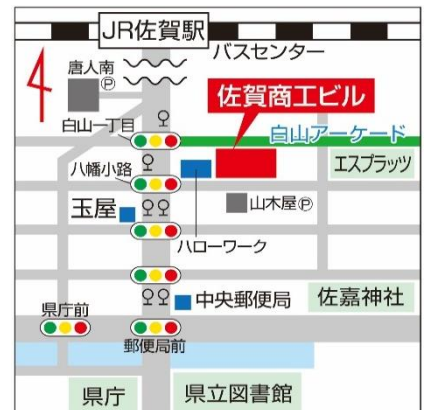 JR佐賀駅
バスセンター
唐人南
Ⓟ
佐賀商工ビル
白山一丁目
白山アーケード
八幡小路
エスプラッツ
玉屋
山木屋Ⓟ
ハローワーク
中央郵便局
佐嘉神社
県庁前
郵便局前
県庁
県立図書館